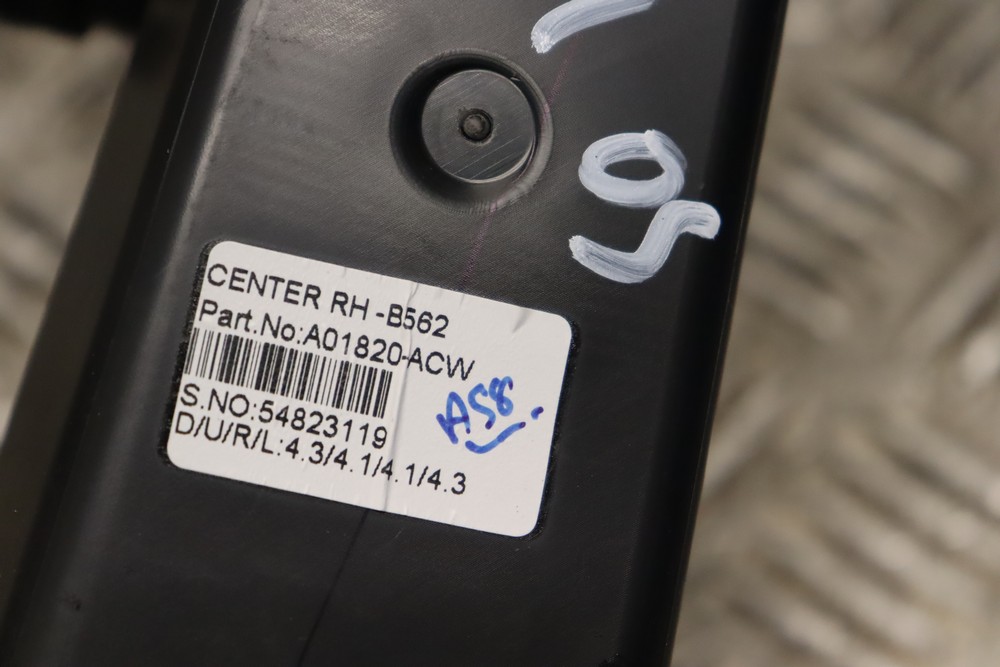 CENTER RH -B562
Part.No:A01820-ACW
S.NO:54823119
D/U/R/L:4.3/4.1/4.1/4.3
A58